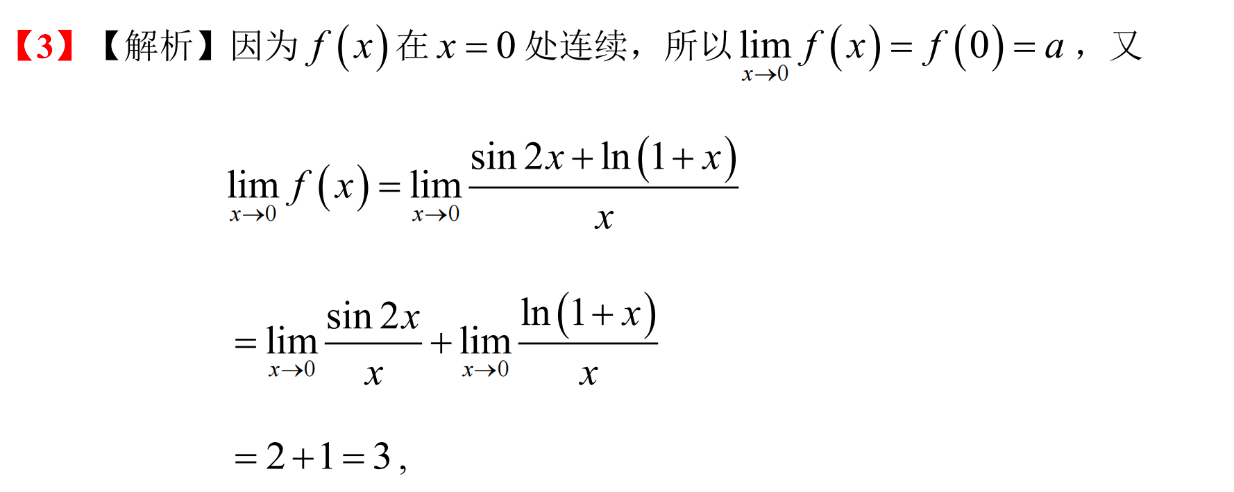 【3】【解析】因为 $f(x)$ 在 $x=0$ 处连续，所以 $\lim_{x \to 0} f(x) = f(0) = a$，又
$\lim_{x \to 0} f(x) = \lim_{x \to 0} \frac{\sin 2x + \ln(1+x)}{x}$
$= \lim_{x \to 0} \frac{\sin 2x}{x} + \lim_{x \to 0} \frac{\ln(1+x)}{x}$
$= 2+1=3,$